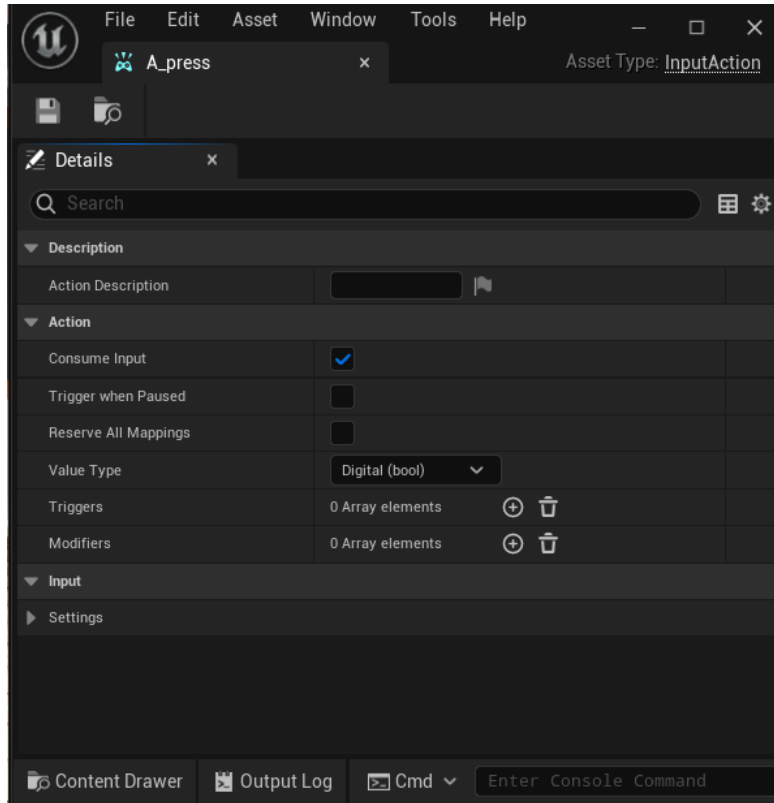 File Edit Asset Window Tools Help
A_press
Asset Type: InputAction
Details
Search
Description
Action Description
Action
Consume Input
Trigger when Paused
Reserve All Mappings
Value Type Digital (bool)
Triggers 0 Array elements
Modifiers 0 Array elements
Input
Settings
Content Drawer Output Log Cmd Enter Console Command